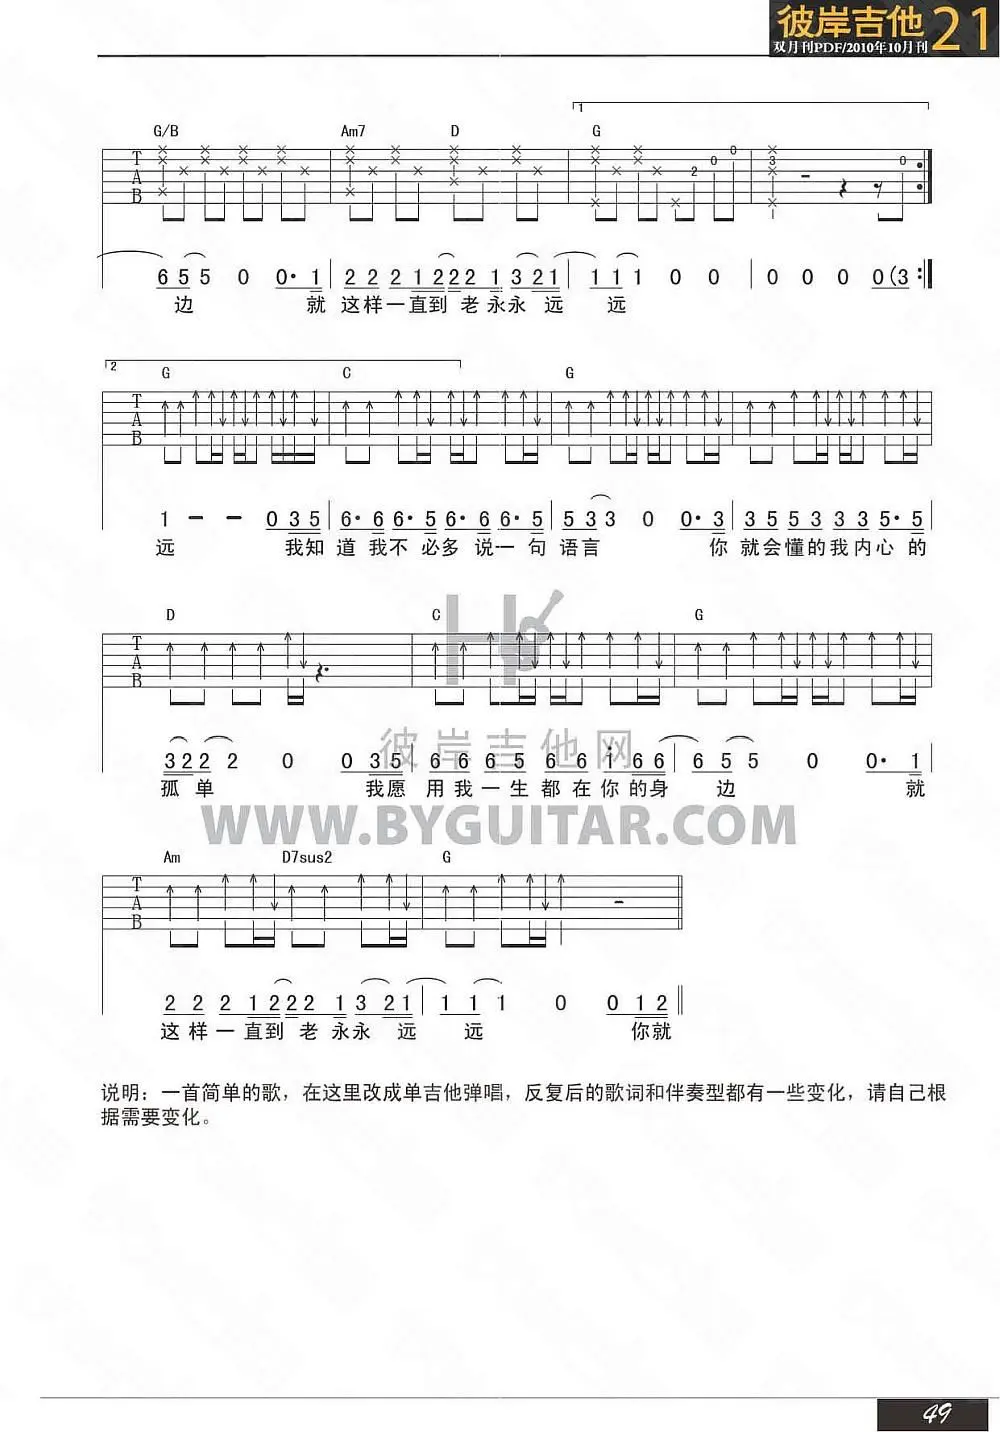 彼岸吉他 21
双月刊PDF/2010年10月刊
1
G/B Am7 D G
T
A
B
2 0 0 3 0
6 5 5 0 0· 1 2 2 2 1 2 2 2 1 3 2 1 1 1 1 0 0 0 0 0 0(3
边 就 这样一直到 老永永 远 远
2
G C G
T
A
B
1 - - 0 3 5 6· 6 6· 5 6· 6 6· 5 5 3 3 0 0· 3 3 5 5 3 3 3 5· 5
远 我知 道 我不 必多 说一 句 语言 你 就会懂的我内心的
D C G
T
A
B
3 2 2 2 0 0 3 5 6 6 6 5 6 6 1 6 6 6 5 5 0 0· 1
孤 单 我愿 用我一生都在你的身 边 就
彼岸吉他网
WWW.BYGUITAR.COM
Am D7sus2 G
T
A
B
2 2 2 1 2 2 2 1 3 2 1 1 1 1 0 0 1 2
这样一直到 老 永永 远 远 你就
说明：一首简单的歌，在这里改成单吉他弹唱，反复后的歌词和伴奏型都有一些变化，请自己根
据需要变化。
49